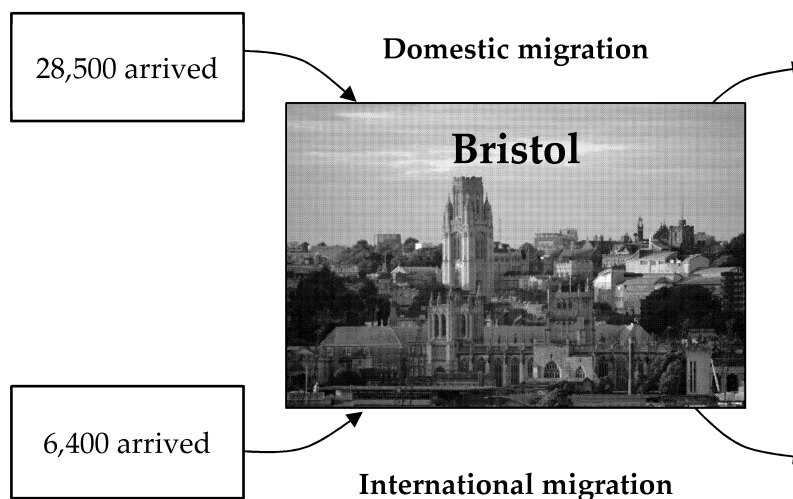 28,500 arrived
Domestic migration
Bristol
6,400 arrived
International migration